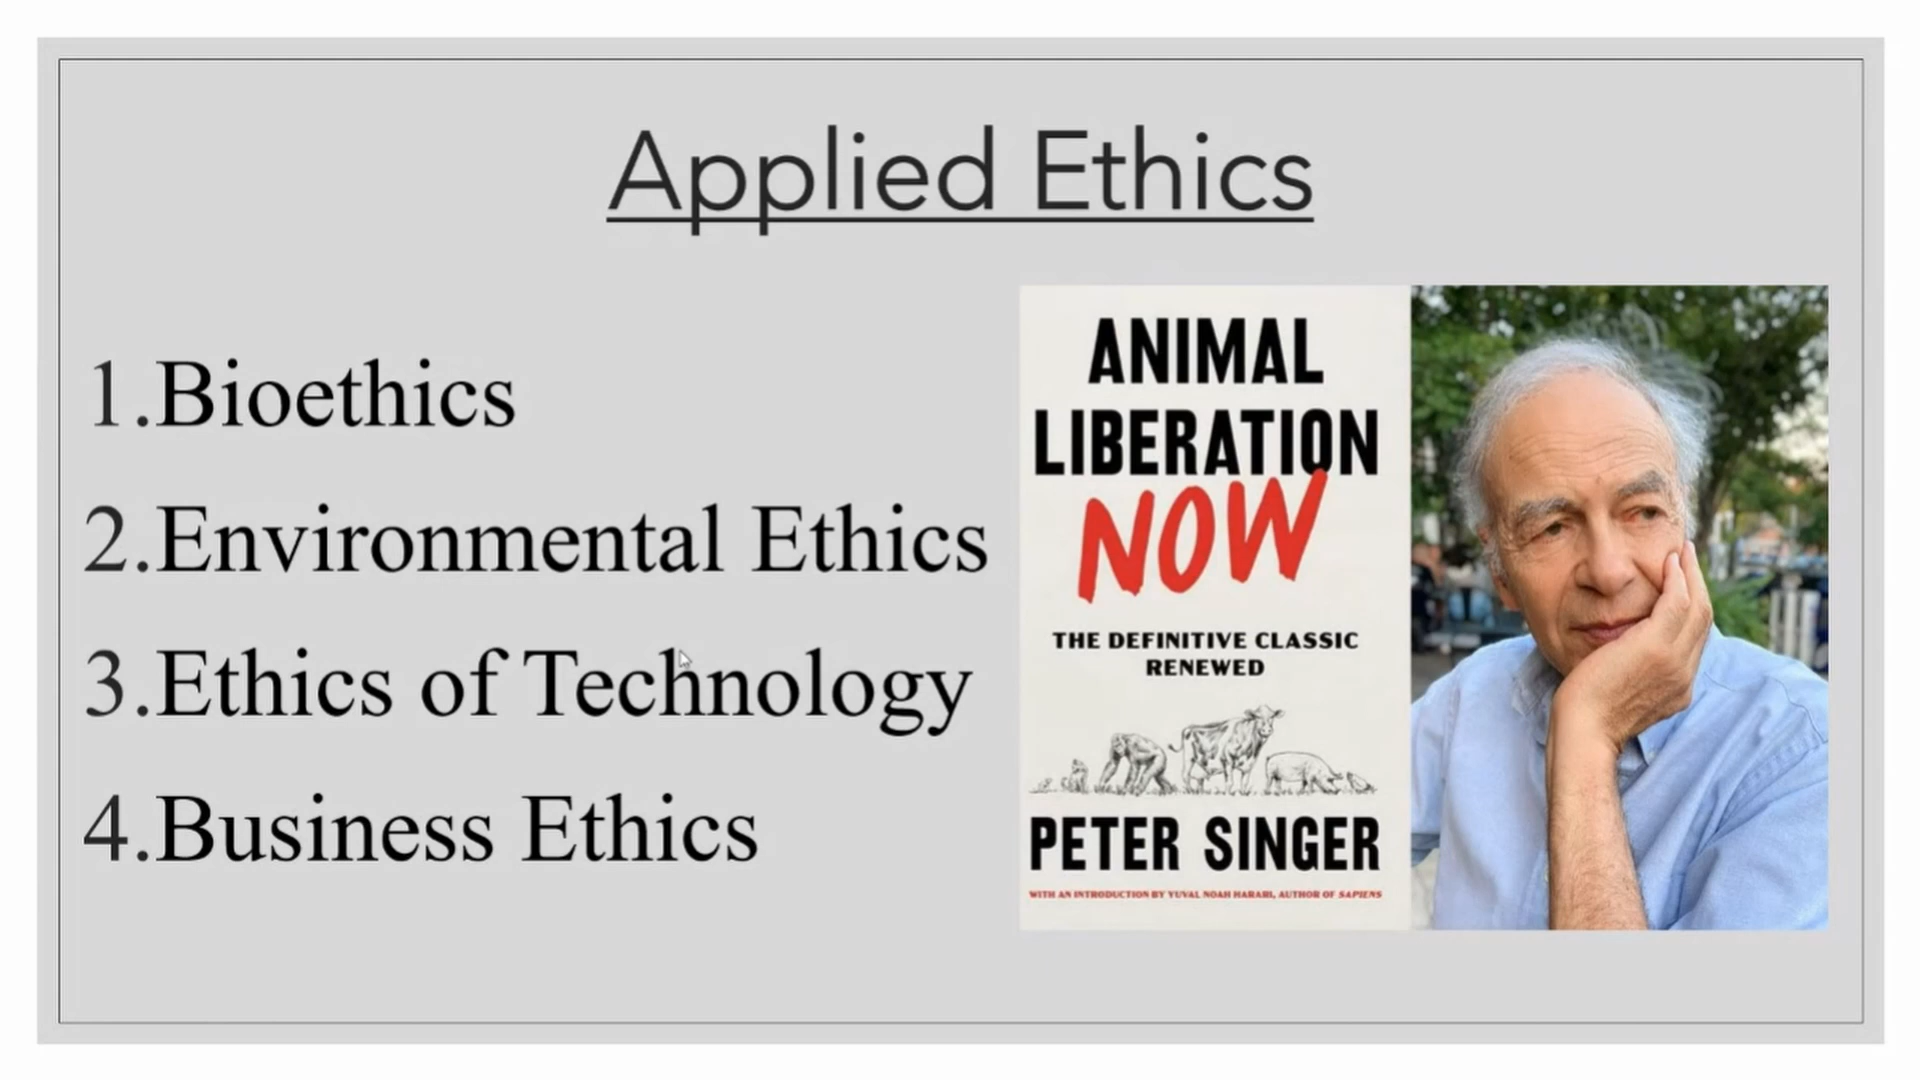 Applied Ethics
1.Bioethics
2.Environmental Ethics
3.Ethics of Technology
4.Business Ethics
ANIMAL
LIBERATION
NOW
THE DEFINITIVE CLASSIC
RENEWED
PETER SINGER
WITH AN INTRODUCTION BY YUVAL NOAH HARARI, AUTHOR OF SAPIENS